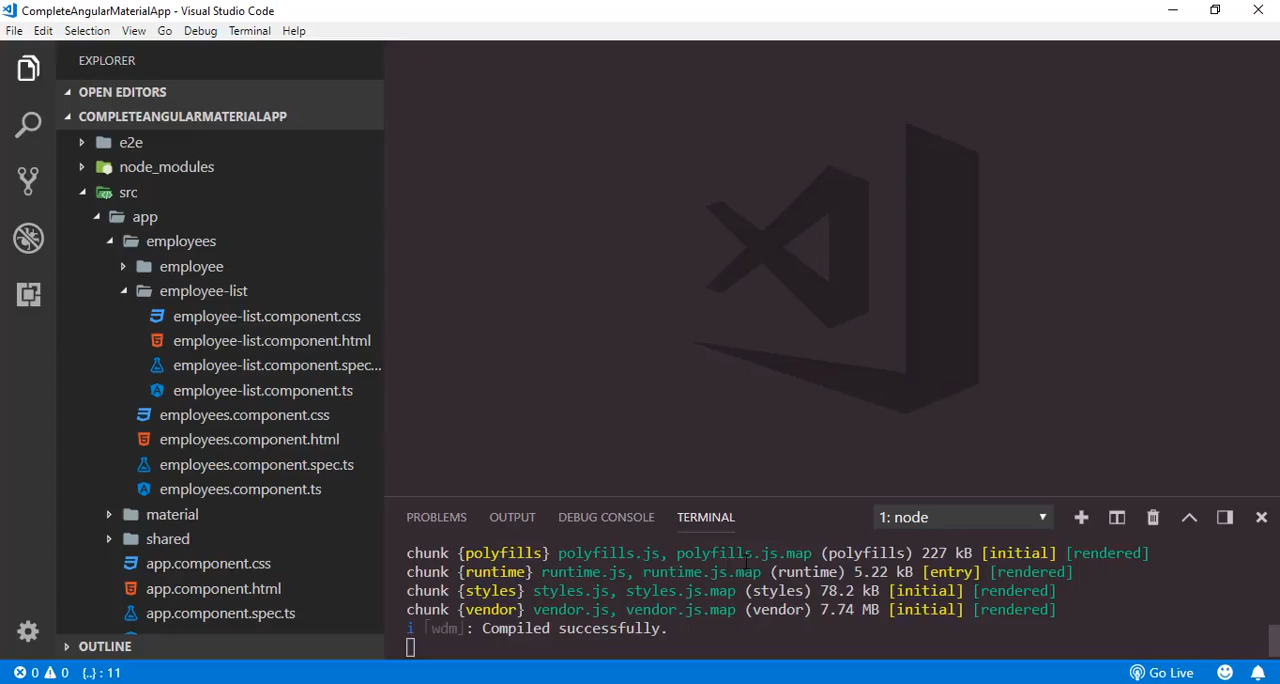 CompleteAngularMaterialApp - Visual Studio Code
File Edit Selection View Go Debug Terminal Help
EXPLORER
OPEN EDITORS
COMPLETEANGULARMATERIALAPP
e2e
node_modules
src
app
employees
employee
employee-list
employee-list.component.css
employee-list.component.html
employee-list.component.spec...
employee-list.component.ts
employees.component.css
employees.component.html
employees.component.spec.ts
employees.component.ts
material
shared
app.component.css
app.component.html
app.component.spec.ts
OUTLINE
PROBLEMS OUTPUT DEBUG CONSOLE TERMINAL 1: node
chunk {polyfills} polyfills.js, polyfills.js.map (polyfills) 227 kB [initial] [rendered]
chunk {runtime} runtime.js, runtime.js.map (runtime) 5.22 kB [entry] [rendered]
chunk {styles} styles.js, styles.js.map (styles) 78.2 kB [initial] [rendered]
chunk {vendor} vendor.js, vendor.js.map (vendor) 7.74 MB [initial] [rendered]
i ｢wdm｣: Compiled successfully.
0 0 {..} : 11 Go Live